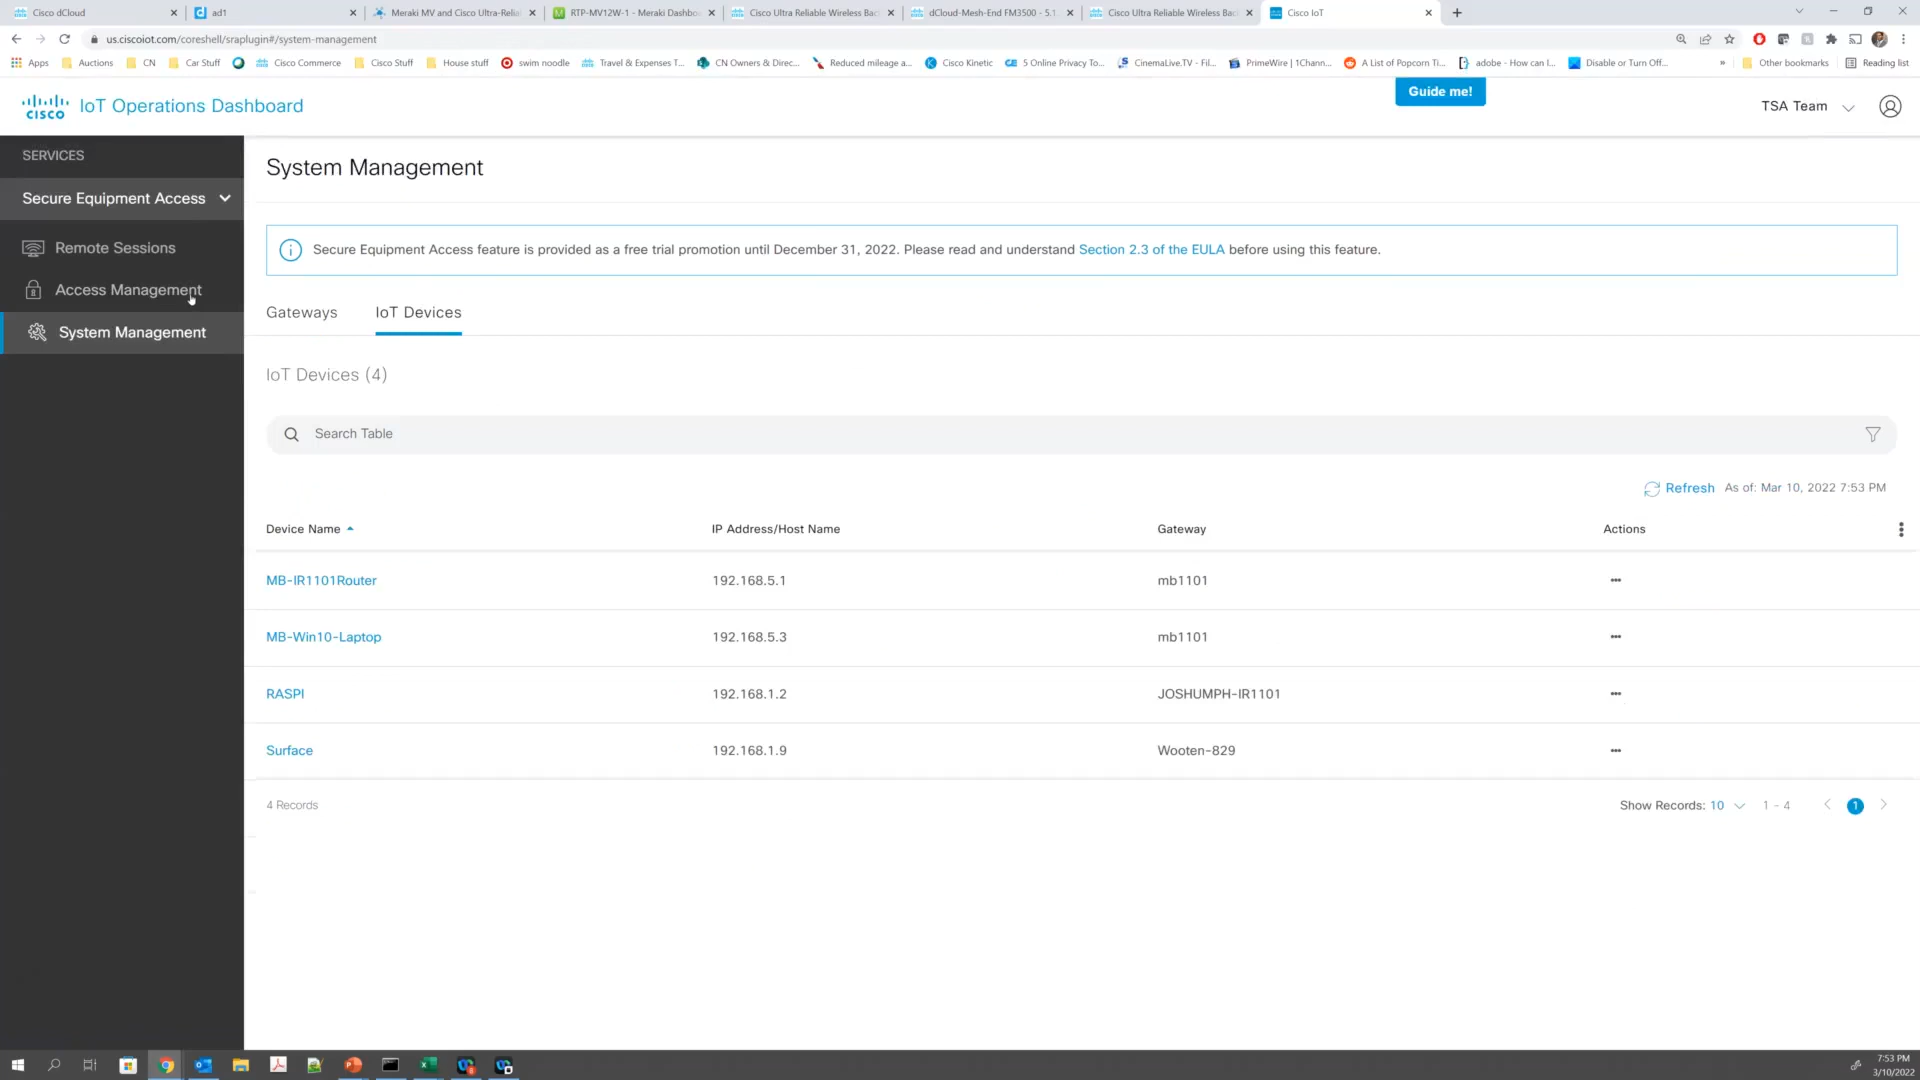 Cisco dCloud
ad1
Meraki MV and Cisco Ultra-Relia
RTP-MV12W-1 - Meraki Dashbo
Cisco Ultra Reliable Wireless Bac
dCloud-Mesh-End FM3500 - 5.1
Cisco Ultra Reliable Wireless Bac
Cisco IoT
us.ciscoiot.com/coreshell/sraplugin#/system-management
Apps
Auctions
CN
Car Stuff
Cisco Commerce
Cisco Stuff
House stuff
swim noodle
Travel & Expenses T...
CN Owners & Direc...
Reduced mileage a...
Cisco Kinetic
5 Online Privacy To...
CinemaLive.TV - Fil...
PrimeWire | 1Chann...
A List of Popcorn Ti...
adobe - How can I...
Disable or Turn Off...
»
Other bookmarks
Reading list
cisco
IoT Operations Dashboard
Guide me!
TSA Team
SERVICES
Secure Equipment Access
Remote Sessions
Access Management
System Management
System Management
Secure Equipment Access feature is provided as a free trial promotion until December 31, 2022. Please read and understand Section 2.3 of the EULA before using this feature.
Gateways
IoT Devices
IoT Devices (4)
Search Table
Refresh As of: Mar 10, 2022 7:53 PM
Device Name IP Address/Host Name Gateway Actions
MB-IR1101Router 192.168.5.1 mb1101
MB-Win10-Laptop 192.168.5.3 mb1101
RASPI 192.168.1.2 JOSHUMPH-IR1101
Surface 192.168.1.9 Wooten-829
4 Records
Show Records: 10 1 - 4 1
7:53 PM
3/10/2022